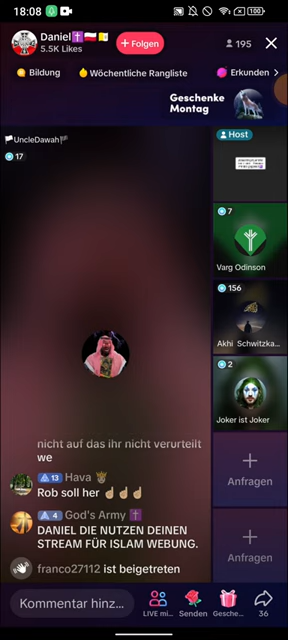 18:08
100
Daniel✝️🇵🇱🇻🇦
5.5K Likes
+ Folgen
195
Bildung
Wöchentliche Rangliste
Erkunden >
Geschenke
Montag
🏳UncleDawah🏴
17
Host
7
Varg Odinson
156
Akhi Schwitzka...
2
Joker ist Joker
Anfragen
Anfragen
nicht auf das ihr nicht verurteilt
we
13 Hava
Rob soll her ☝🏼☝🏼☝🏼
4 God's Army ✝️
DANIEL DIE NUTZEN DEINEN
STREAM FÜR ISLAM WEBUNG.
franco27112 ist beigetreten
Kommentar hinz...
LIVE mi...
Senden
Gesche...
36